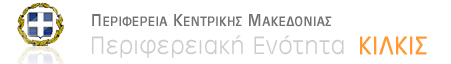 ΠΕΡΙΦΕΡΕΙΑ ΚΕΝΤΡΙΚΗΣ ΜΑΚΕΔΟΝΙΑΣ
Περιφερειακή Ενότητα ΚΙΛΚΙΣ